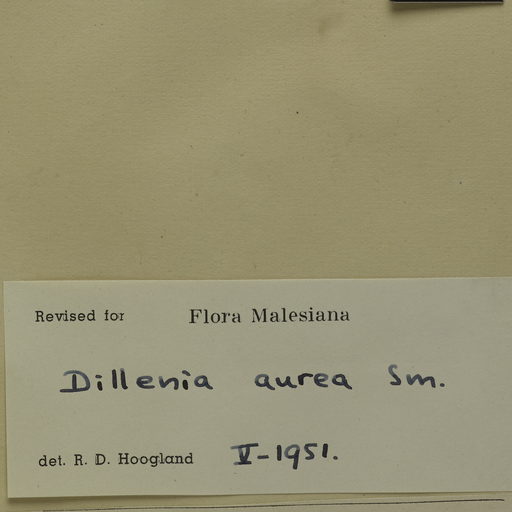 Revised for Flora Malesiana
Dillenia aurea Sm.
det. R. D. Hoogland V-1951.